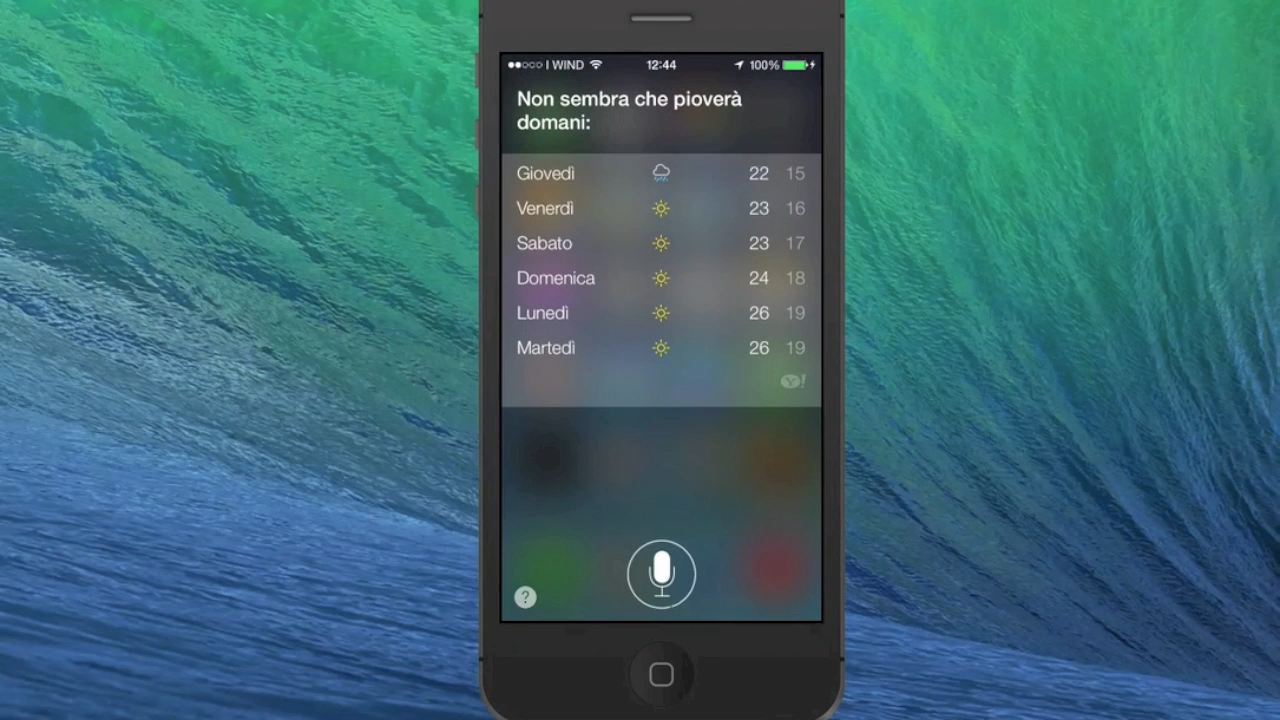 I WIND 12:44 100%
Non sembra che pioverà
domani:
Giovedì 22 15
Venerdì 23 16
Sabato 23 17
Domenica 24 18
Lunedì 26 19
Martedì 26 19
Y!
?